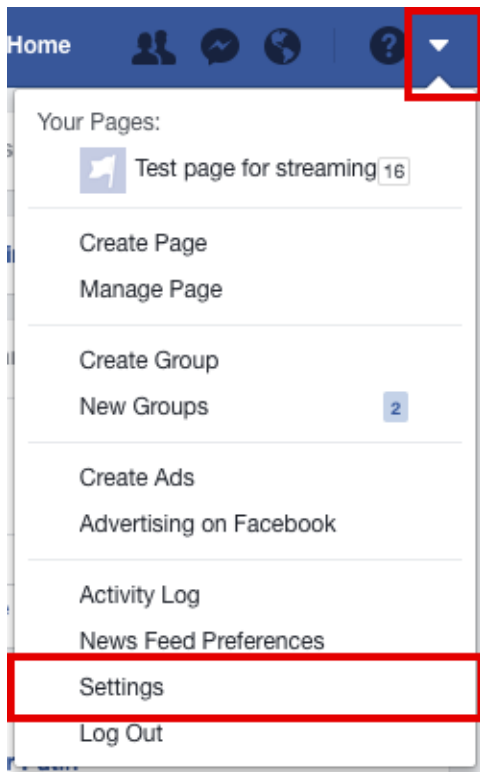 Home
Your Pages:
Test page for streaming 16
Create Page
Manage Page
Create Group
New Groups 2
Create Ads
Advertising on Facebook
Activity Log
News Feed Preferences
Settings
Log Out